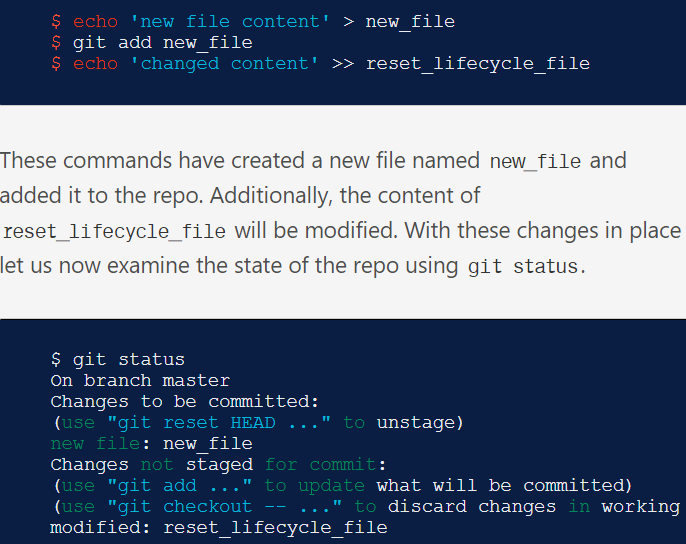 $ echo 'new file content' > new_file
$ git add new_file
$ echo 'changed content' >> reset_lifecycle_file
These commands have created a new file named new_file and
added it to the repo. Additionally, the content of
reset_lifecycle_file will be modified. With these changes in place
let us now examine the state of the repo using git status.
$ git status
On branch master
Changes to be committed:
(use "git reset HEAD ..." to unstage)
new file: new_file
Changes not staged for commit:
(use "git add ..." to update what will be committed)
(use "git checkout -- ..." to discard changes in working
modified: reset_lifecycle_file